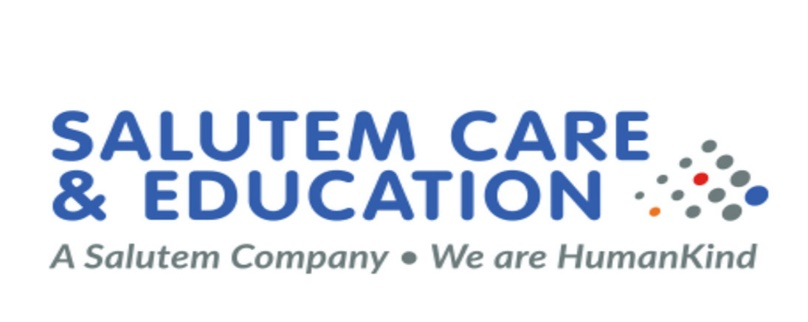 SALUTEM CARE
& EDUCATION
A Salutem Company • We are HumanKind